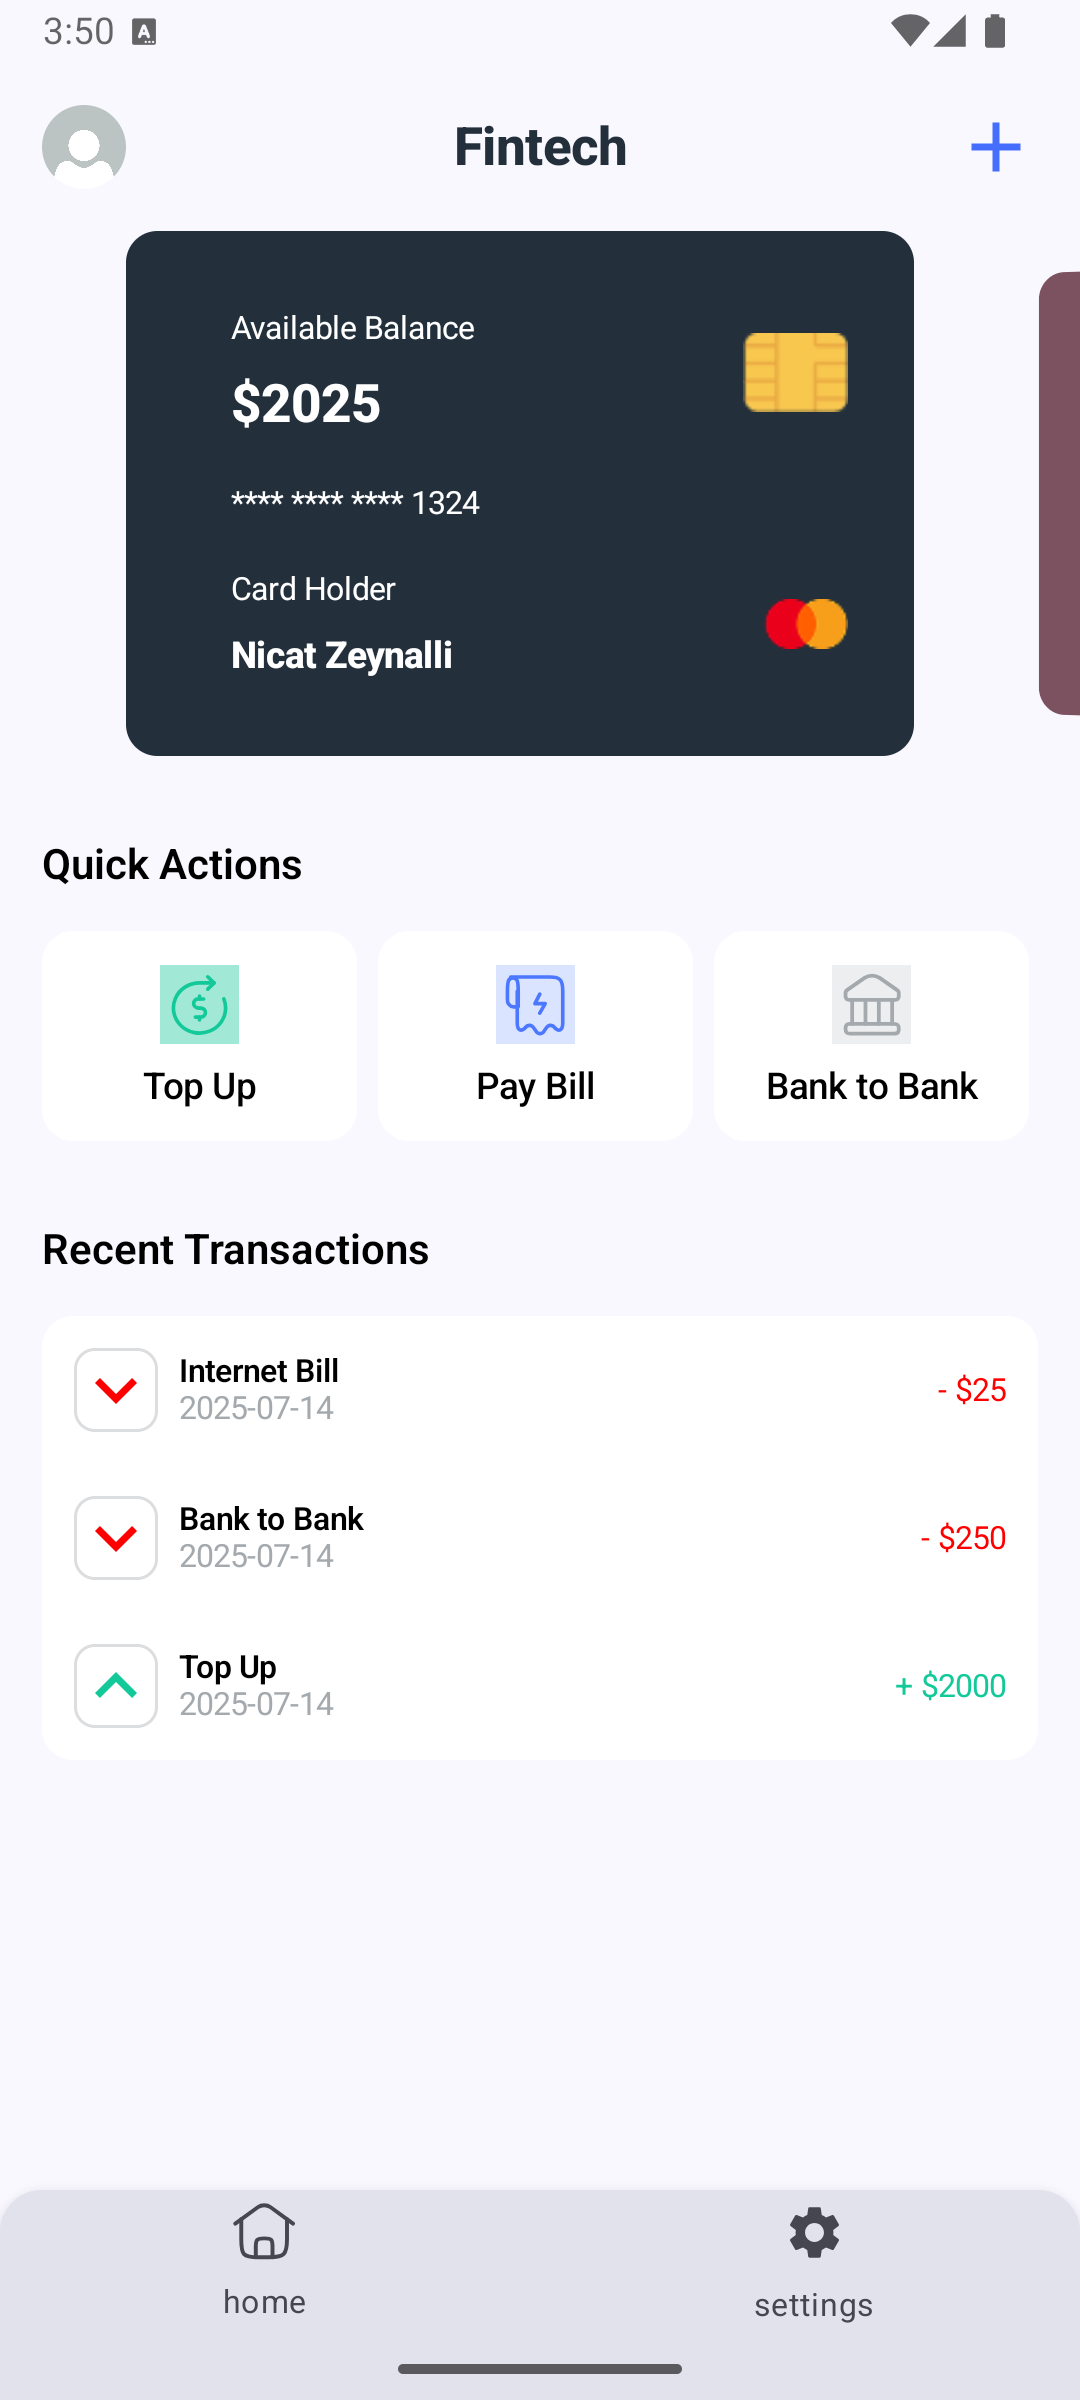 3:50
Fintech
Available Balance
$2025
**** **** **** 1324
Card Holder
Nicat Zeynalli
Quick Actions
Top Up
Pay Bill
Bank to Bank
Recent Transactions
Internet Bill
2025-07-14
- $25
Bank to Bank
2025-07-14
- $250
Top Up
2025-07-14
+ $2000
home
settings